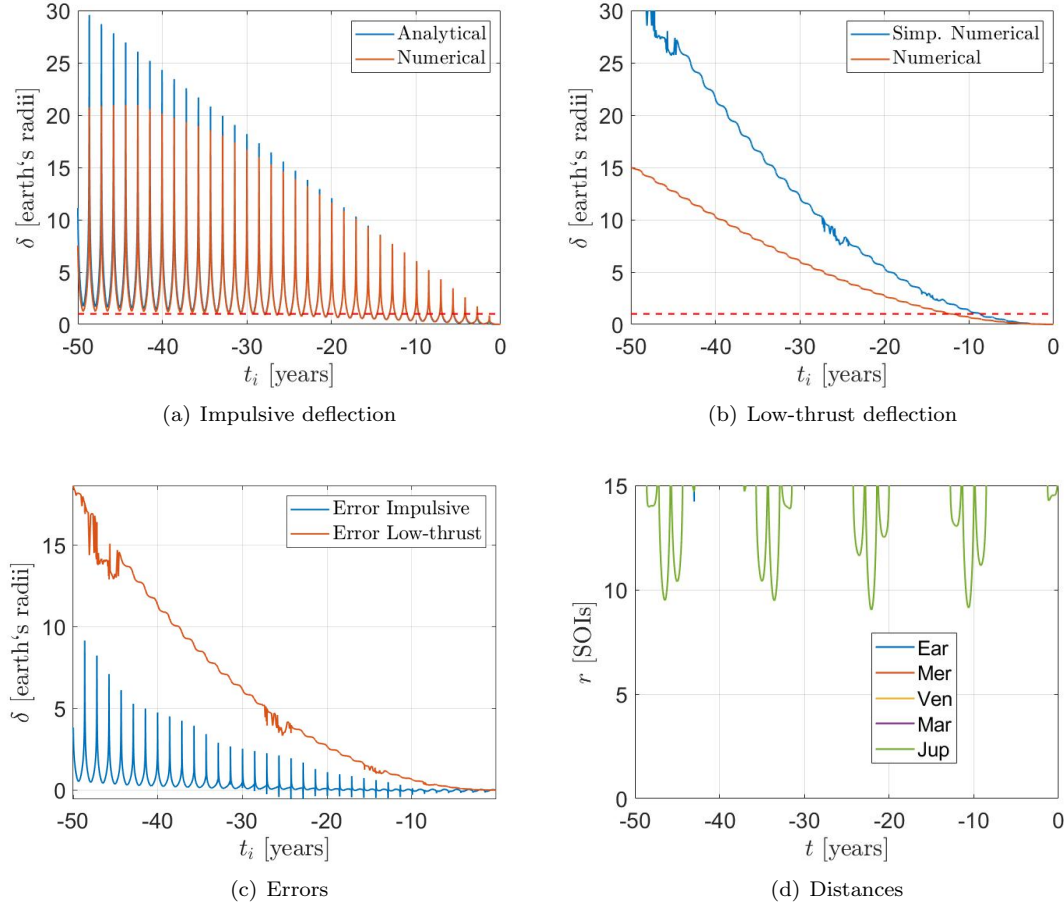 30
25
20
15
10
5
0
-50 -40 -30 -20 -10 0
δ [earth‘s radii]
t_i [years]
Analytical
Numerical
(a) Impulsive deflection
30
25
20
15
10
5
0
-50 -40 -30 -20 -10 0
δ [earth‘s radii]
t_i [years]
Simp. Numerical
Numerical
(b) Low-thrust deflection
15
10
5
0
-50 -40 -30 -20 -10
δ [earth‘s radii]
t_i [years]
Error Impulsive
Error Low-thrust
(c) Errors
15
10
5
0
-50 -40 -30 -20 -10 0
r [SOIs]
t [years]
Ear
Mer
Ven
Mar
Jup
(d) Distances